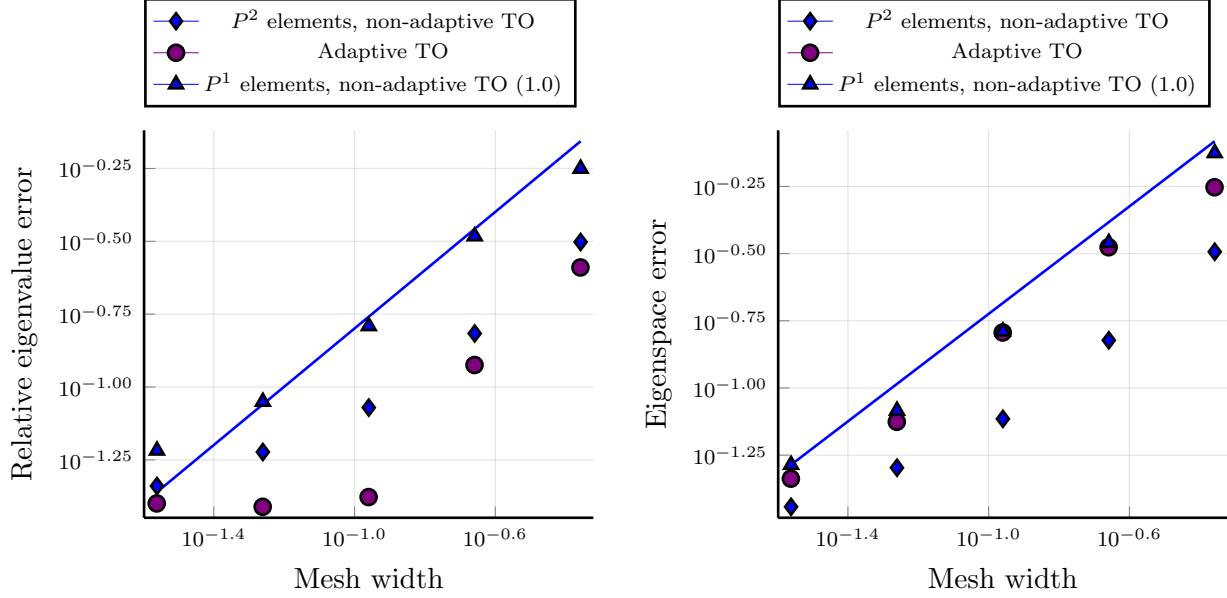 P² elements, non-adaptive TO
Adaptive TO
P¹ elements, non-adaptive TO (1.0)
Relative eigenvalue error
10^−0.25
10^−0.50
10^−0.75
10^−1.00
10^−1.25
10^−1.4
10^−1.0
10^−0.6
Mesh width
P² elements, non-adaptive TO
Adaptive TO
P¹ elements, non-adaptive TO (1.0)
Eigenspace error
10^−0.25
10^−0.50
10^−0.75
10^−1.00
10^−1.25
10^−1.4
10^−1.0
10^−0.6
Mesh width